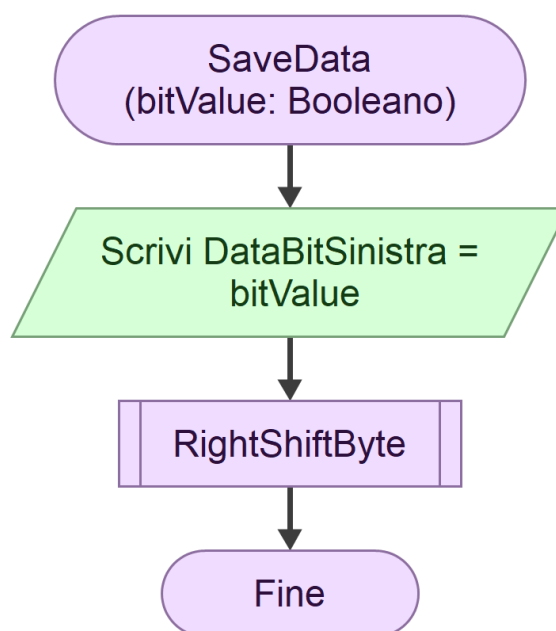 SaveData
(bitValue: Booleano)
Scrivi DataBitSinistra =
bitValue
RightShiftByte
Fine